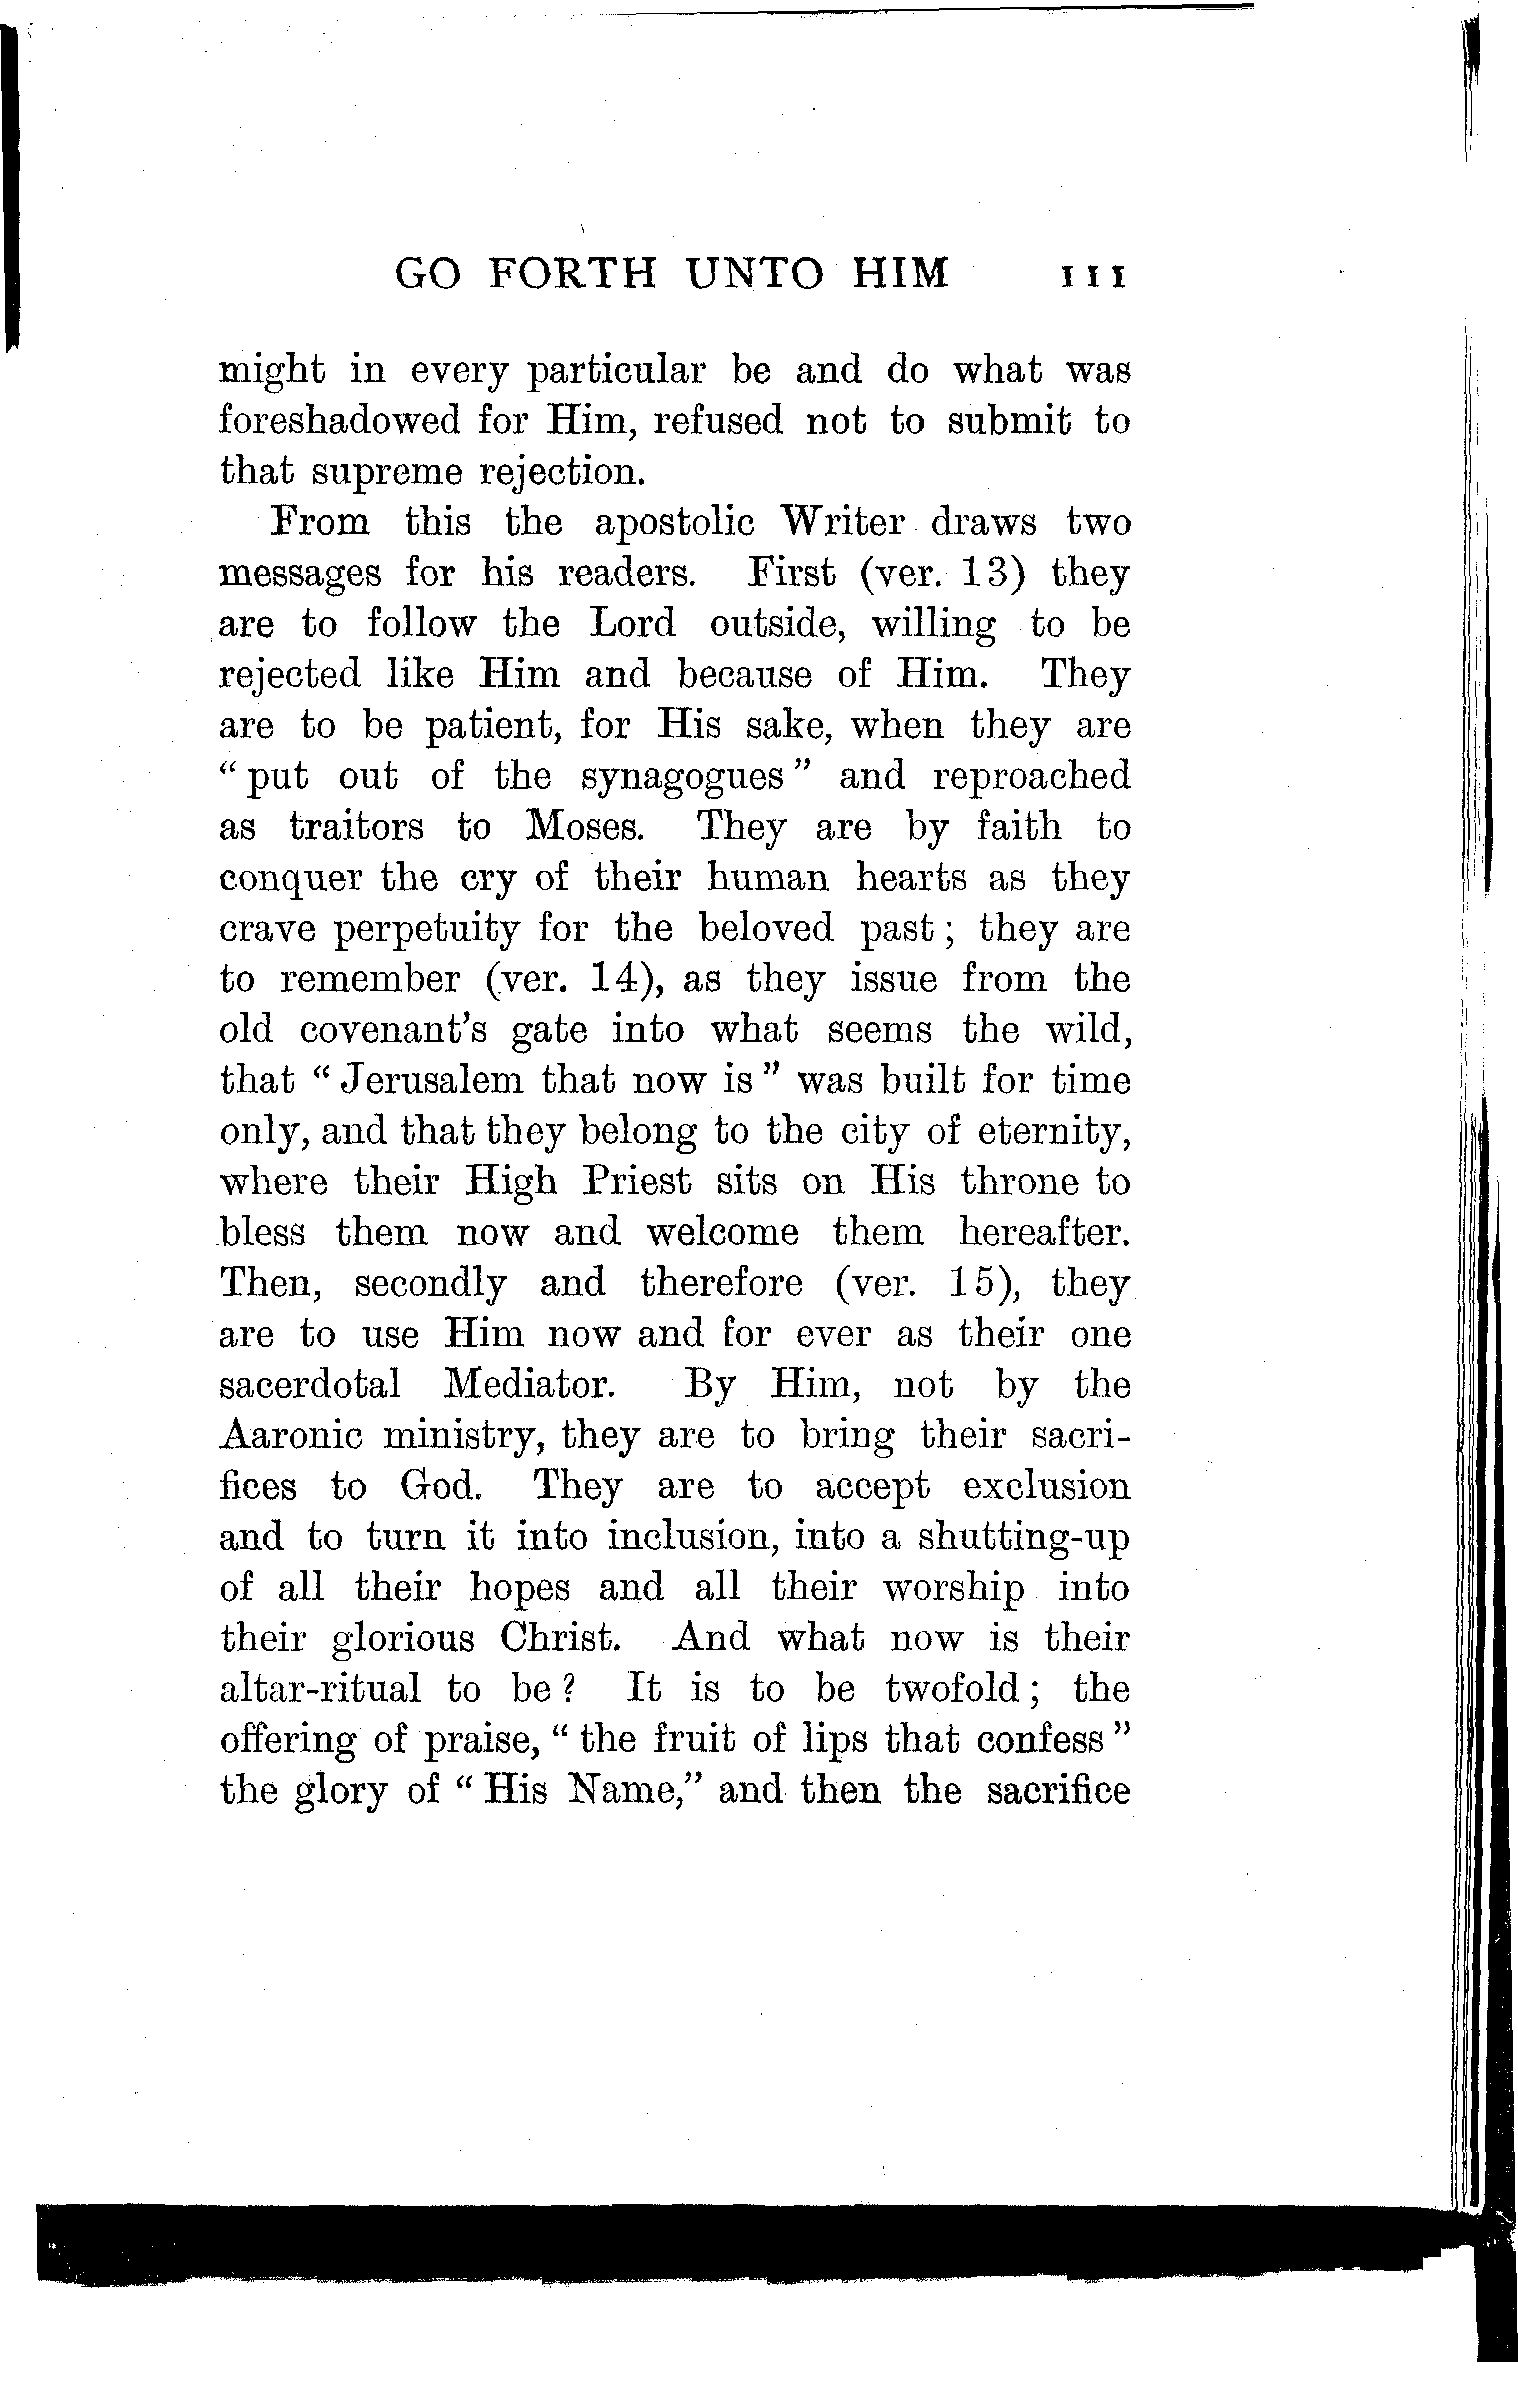 GO FORTH UNTO HIM 111
might in every particular be and do what was
foreshadowed for Him, refused not to submit to
that supreme rejection.
From this the apostolic Writer draws two
messages for his readers. First (ver. 13) they
are to follow the Lord outside, willing to be
rejected like Him and because of Him. They
are to be patient, for His sake, when they are
“put out of the synagogues” and reproached
as traitors to Moses. They are by faith to
conquer the cry of their human hearts as they
crave perpetuity for the beloved past; they are
to remember (ver. 14), as they issue from the
old covenant's gate into what seems the wild,
that “Jerusalem that now is” was built for time
only, and that they belong to the city of eternity,
where their High Priest sits on His throne to
bless them now and welcome them hereafter.
Then, secondly and therefore (ver. 15), they
are to use Him now and for ever as their one
sacerdotal Mediator. By Him, not by the
Aaronic ministry, they are to bring their sacri-
fices to God. They are to accept exclusion
and to turn it into inclusion, into a shutting-up
of all their hopes and all their worship into
their glorious Christ. And what now is their
altar-ritual to be? It is to be twofold; the
offering of praise, “the fruit of lips that confess”
the glory of “His Name,” and then the sacrifice